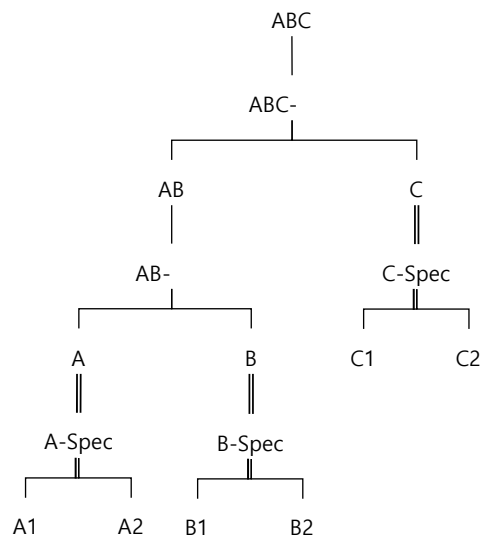 ABC
ABC-
AB C
AB- C-Spec
A B C1 C2
A-Spec B-Spec
A1 A2 B1 B2